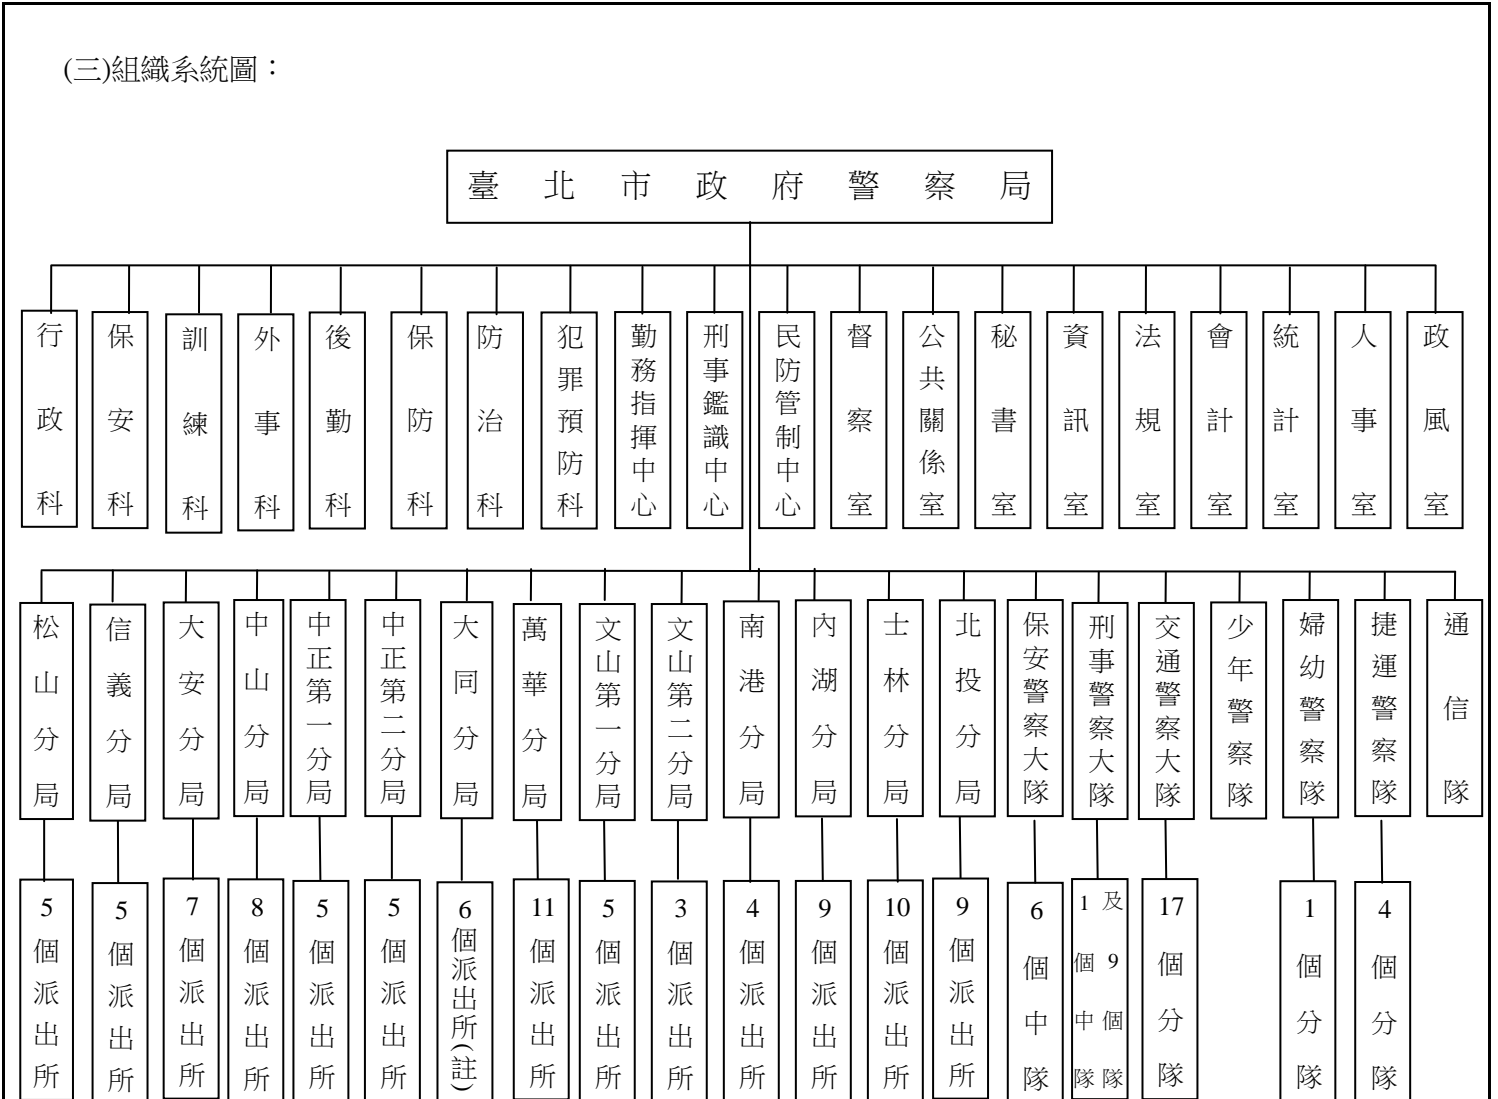 (三)組織系統圖：
臺北市政府警察局
行政科
保安科
訓練科
外事科
後勤科
保防科
防治科
犯罪預防科
勤務指揮中心
刑事鑑識中心
民防管制中心
督察室
公共關係室
秘書室
資訊室
法規室
會計室
統計室
人事室
政風室
松山分局
信義分局
大安分局
中山分局
中正第一分局
中正第二分局
大同分局
萬華分局
文山第一分局
文山第二分局
南港分局
內湖分局
士林分局
北投分局
保安警察大隊
刑事警察大隊
交通警察大隊
少年警察隊
婦幼警察隊
捷運警察隊
通信隊
5個派出所
5個派出所
7個派出所
8個派出所
5個派出所
5個派出所
6個派出所(註)
11個派出所
5個派出所
3個派出所
4個派出所
9個派出所
10個派出所
9個派出所
6個中隊
1個中隊
及9個隊
17個分隊
1個分隊
4個分隊